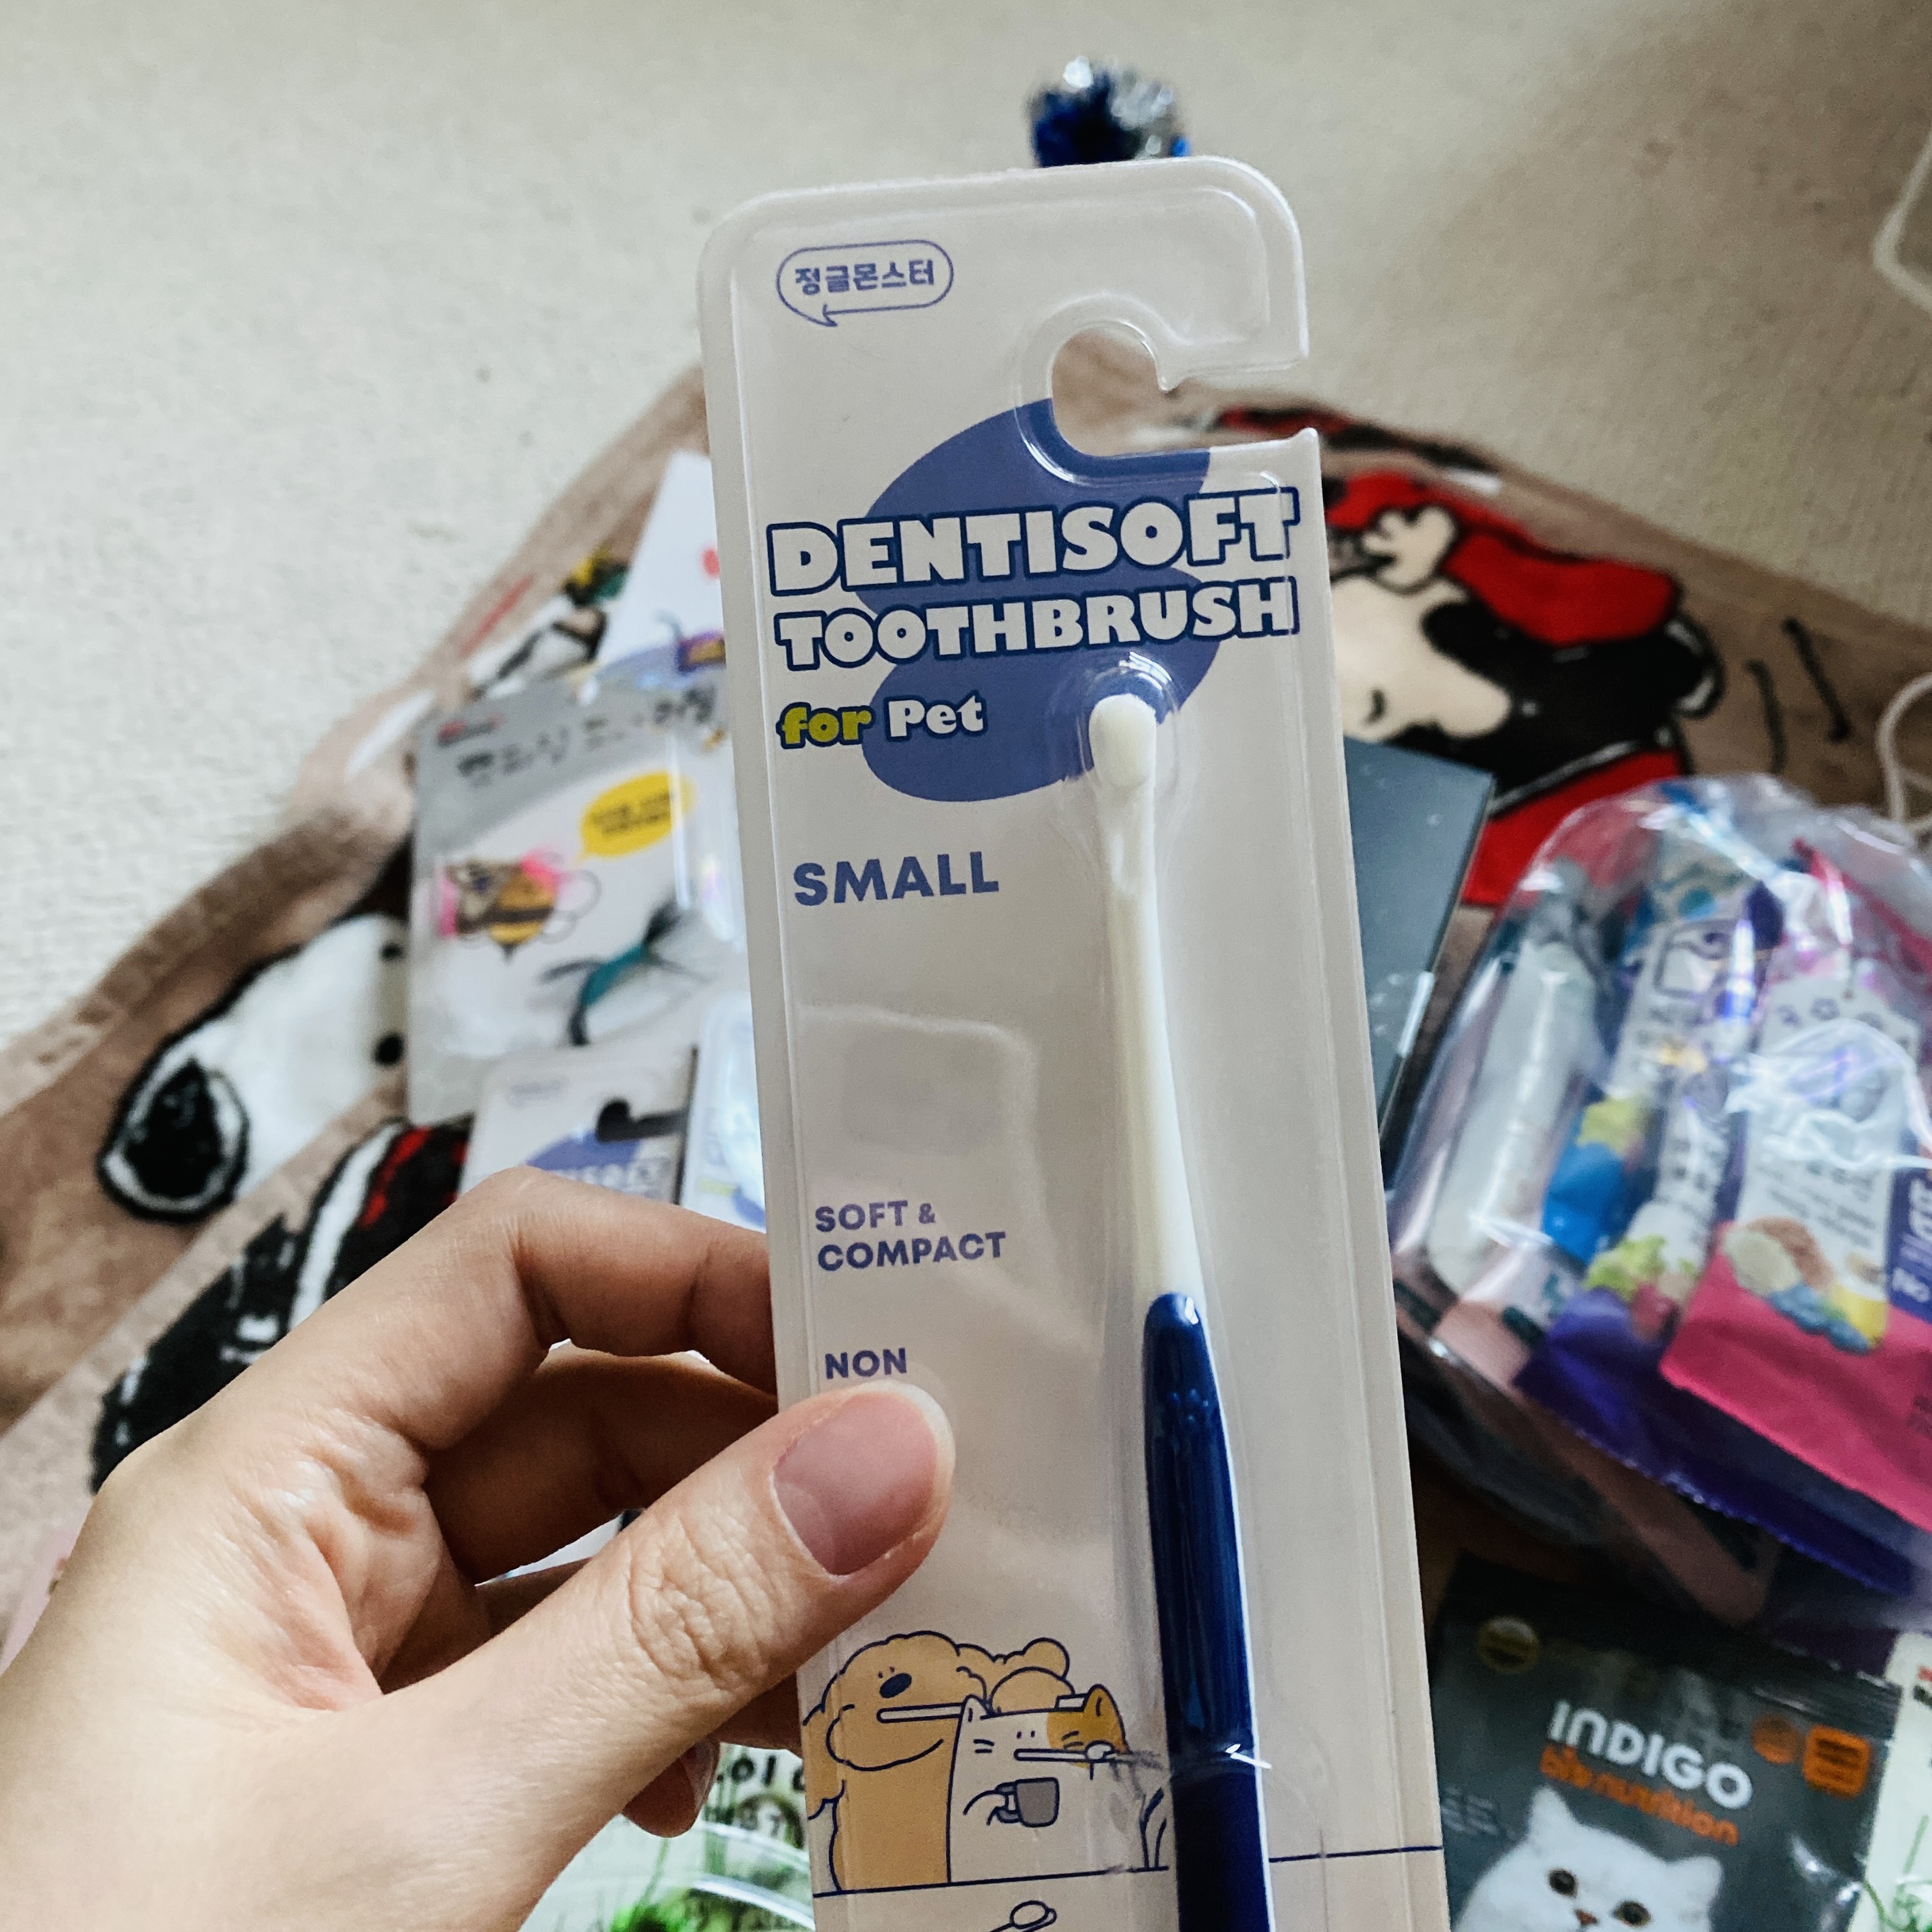 정글몬스터
DENTISOFT
TOOTHBRUSH
for Pet
SMALL
SOFT &
COMPACT
NON
INDIGO